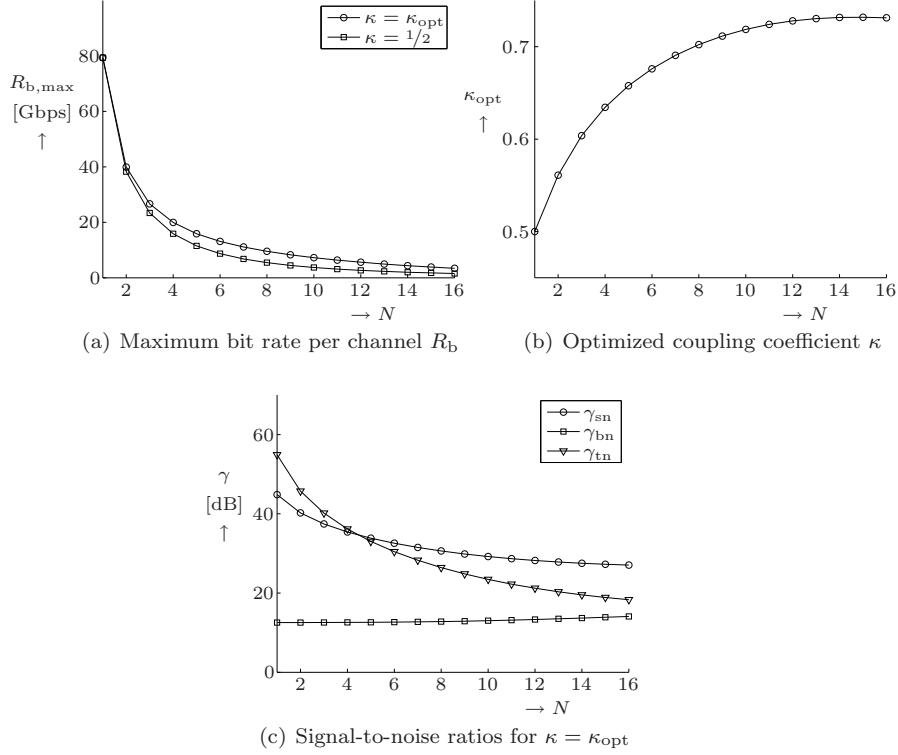 κ = κopt
κ = 1/2
Rb,max
[Gbps]
↑
80
60
40
20
0
2 4 6 8 10 12 14 16
→ N
(a) Maximum bit rate per channel Rb
κopt
↑
0.7
0.6
0.5
2 4 6 8 10 12 14 16
→ N
(b) Optimized coupling coefficient κ
γsn
γbn
γtn
γ
[dB]
↑
60
40
20
0
2 4 6 8 10 12 14 16
→ N
(c) Signal-to-noise ratios for κ = κopt